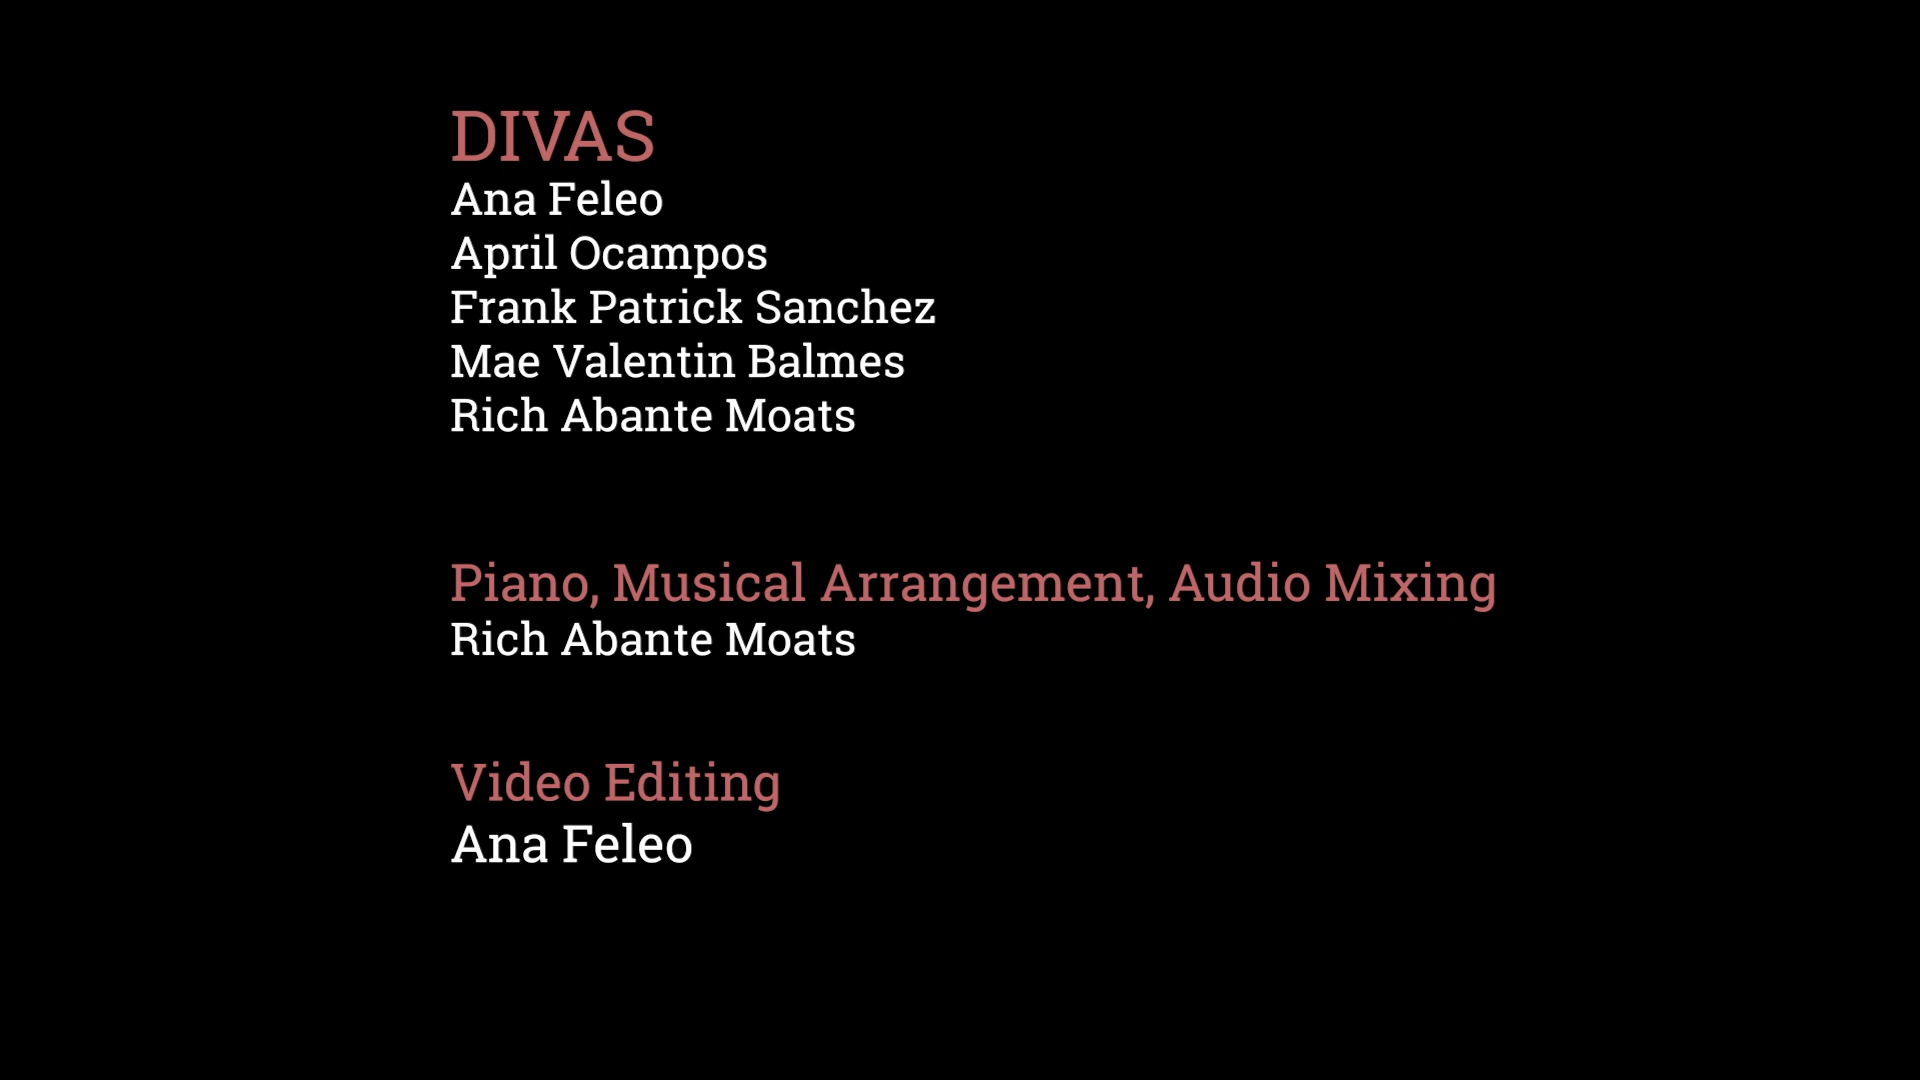 DIVAS
Ana Feleo
April Ocampos
Frank Patrick Sanchez
Mae Valentin Balmes
Rich Abante Moats
Piano, Musical Arrangement, Audio Mixing
Rich Abante Moats
Video Editing
Ana Feleo